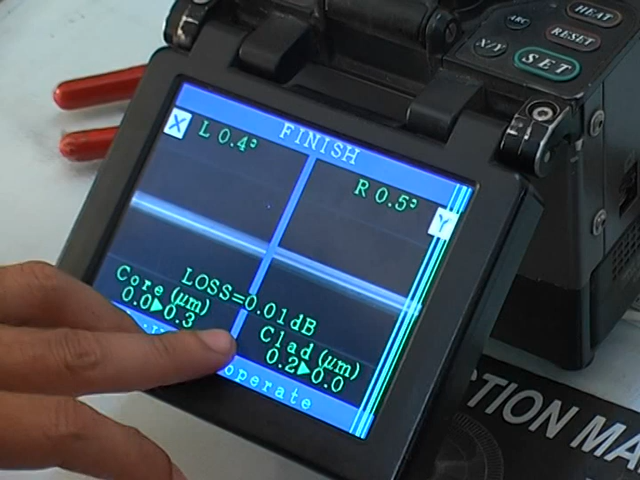 HEAT
ARC
RESET
X/Y
SET
FINISH
X
L 0.4°
R 0.5°
Y
LOSS=0.01dB
Core(µm)
0.0▶0.3
Clad(µm)
0.2▶0.0
operate
CTION MA